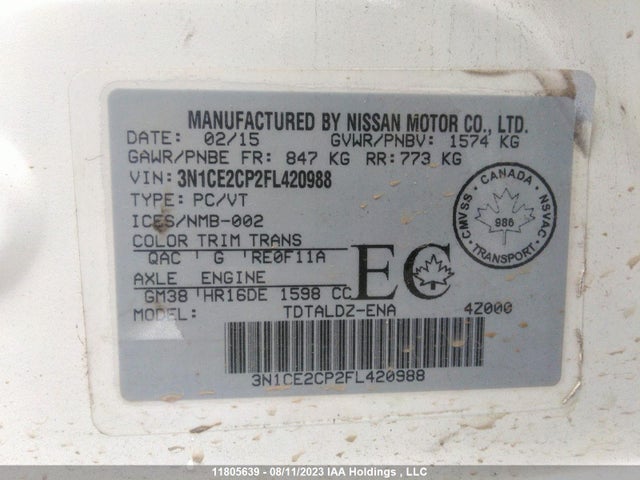 MANUFACTURED BY NISSAN MOTOR CO., LTD.
DATE: 02/15 GVWR/PNBV: 1574 KG
GAWR/PNBE FR: 847 KG RR: 773 KG
VIN: 3N1CE2CP2FL420988
TYPE: PC/VT
ICES/NMB-002
COLOR TRIM TRANS
QAC G RE0F11A
AXLE ENGINE
GM38 HR16DE 1598 CC
MODEL: TDTALDZ-ENA 4Z000
EC
CANADA
CMVSS NSVAC
986
TRANSPORT
3N1CE2CP2FL420988
11805639 - 08/11/2023 IAA Holdings , LLC